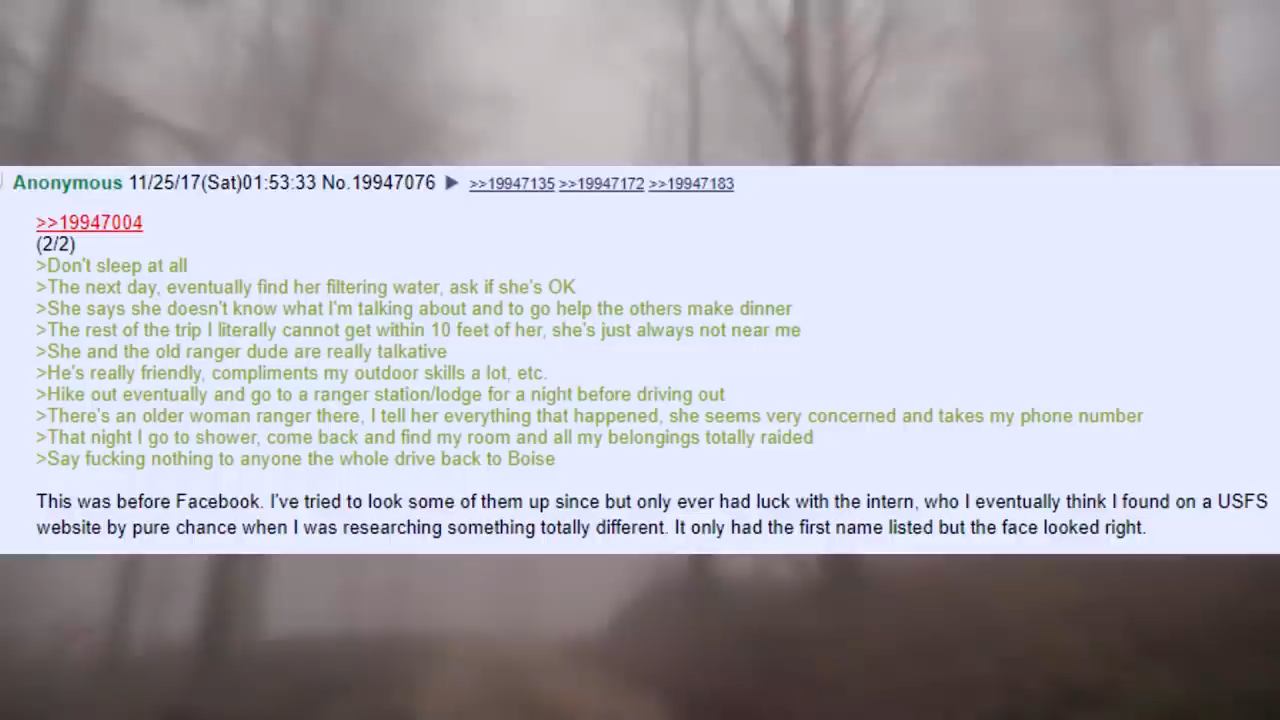 Anonymous 11/25/17(Sat)01:53:33 No.19947076 ▶ >>19947135 >>19947172 >>19947183
>>19947004
(2/2)
>Don't sleep at all
>The next day, eventually find her filtering water, ask if she's OK
>She says she doesn't know what I'm talking about and to go help the others make dinner
>The rest of the trip I literally cannot get within 10 feet of her, she's just always not near me
>She and the old ranger dude are really talkative
>He's really friendly, compliments my outdoor skills a lot, etc.
>Hike out eventually and go to a ranger station/lodge for a night before driving out
>There's an older woman ranger there, I tell her everything that happened, she seems very concerned and takes my phone number
>That night I go to shower, come back and find my room and all my belongings totally raided
>Say fucking nothing to anyone the whole drive back to Boise
This was before Facebook. I've tried to look some of them up since but only ever had luck with the intern, who I eventually think I found on a USFS
website by pure chance when I was researching something totally different. It only had the first name listed but the face looked right.